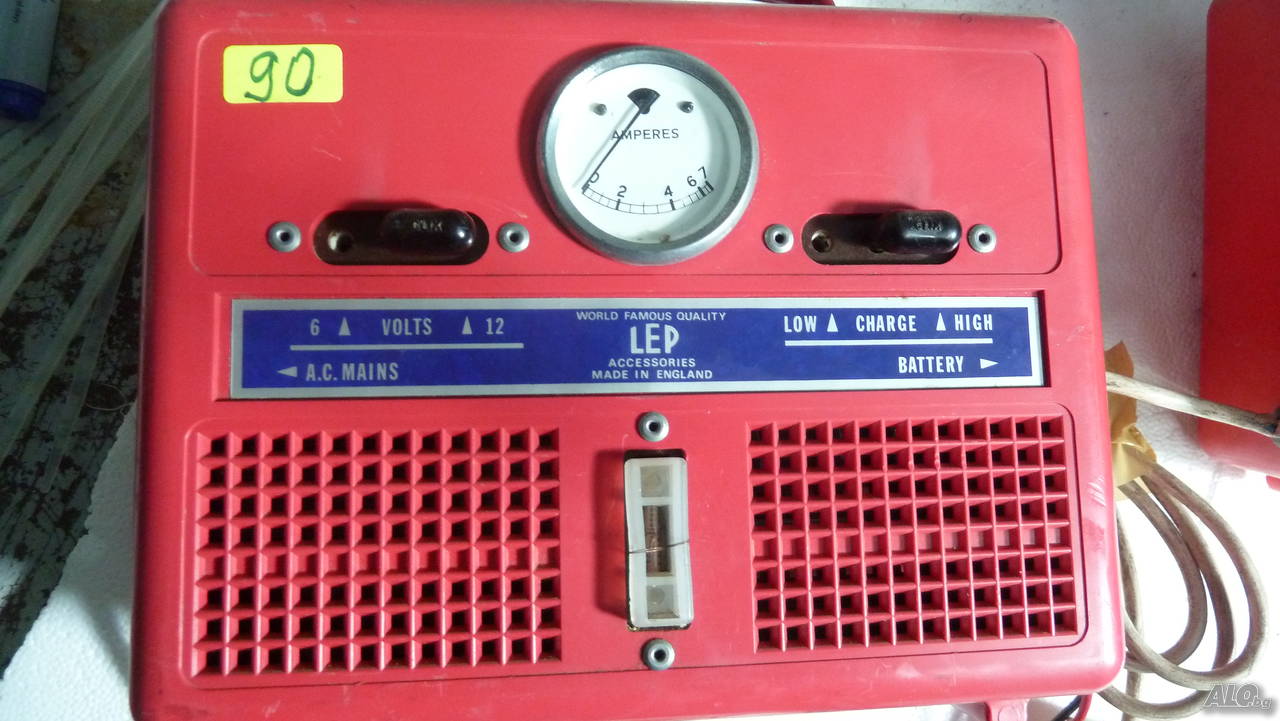 90
AMPERES
0 2 4 6 7
6 ▲ VOLTS ▲ 12
◄ A.C. MAINS
WORLD FAMOUS QUALITY
LEP
ACCESSORIES
MADE IN ENGLAND
LOW ▲ CHARGE ▲ HIGH
BATTERY ►
ALO.bg